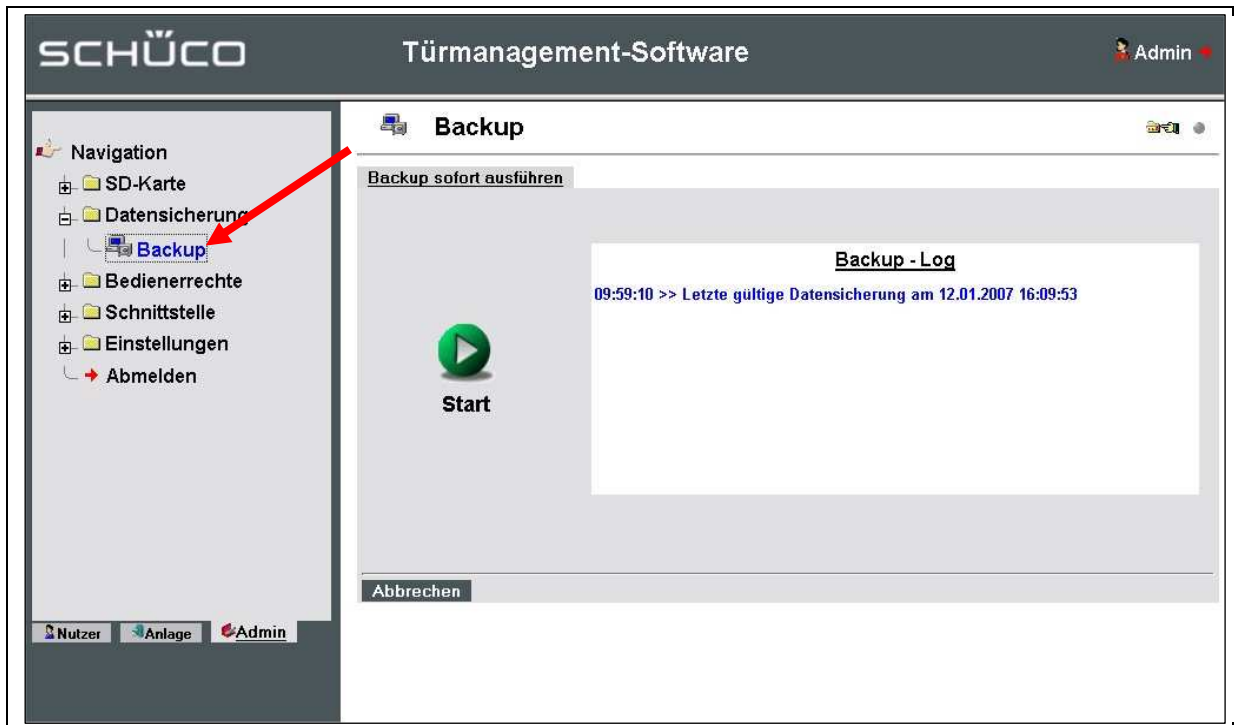 SCHÜCO
Türmanagement-Software
Admin
Navigation
SD-Karte
Datensicherung
Backup
Bedienerrechte
Schnittstelle
Einstellungen
Abmelden
Nutzer
Anlage
Admin
Backup
Backup sofort ausführen
Start
Backup - Log
09:59:10 >> Letzte gültige Datensicherung am 12.01.2007 16:09:53
Abbrechen